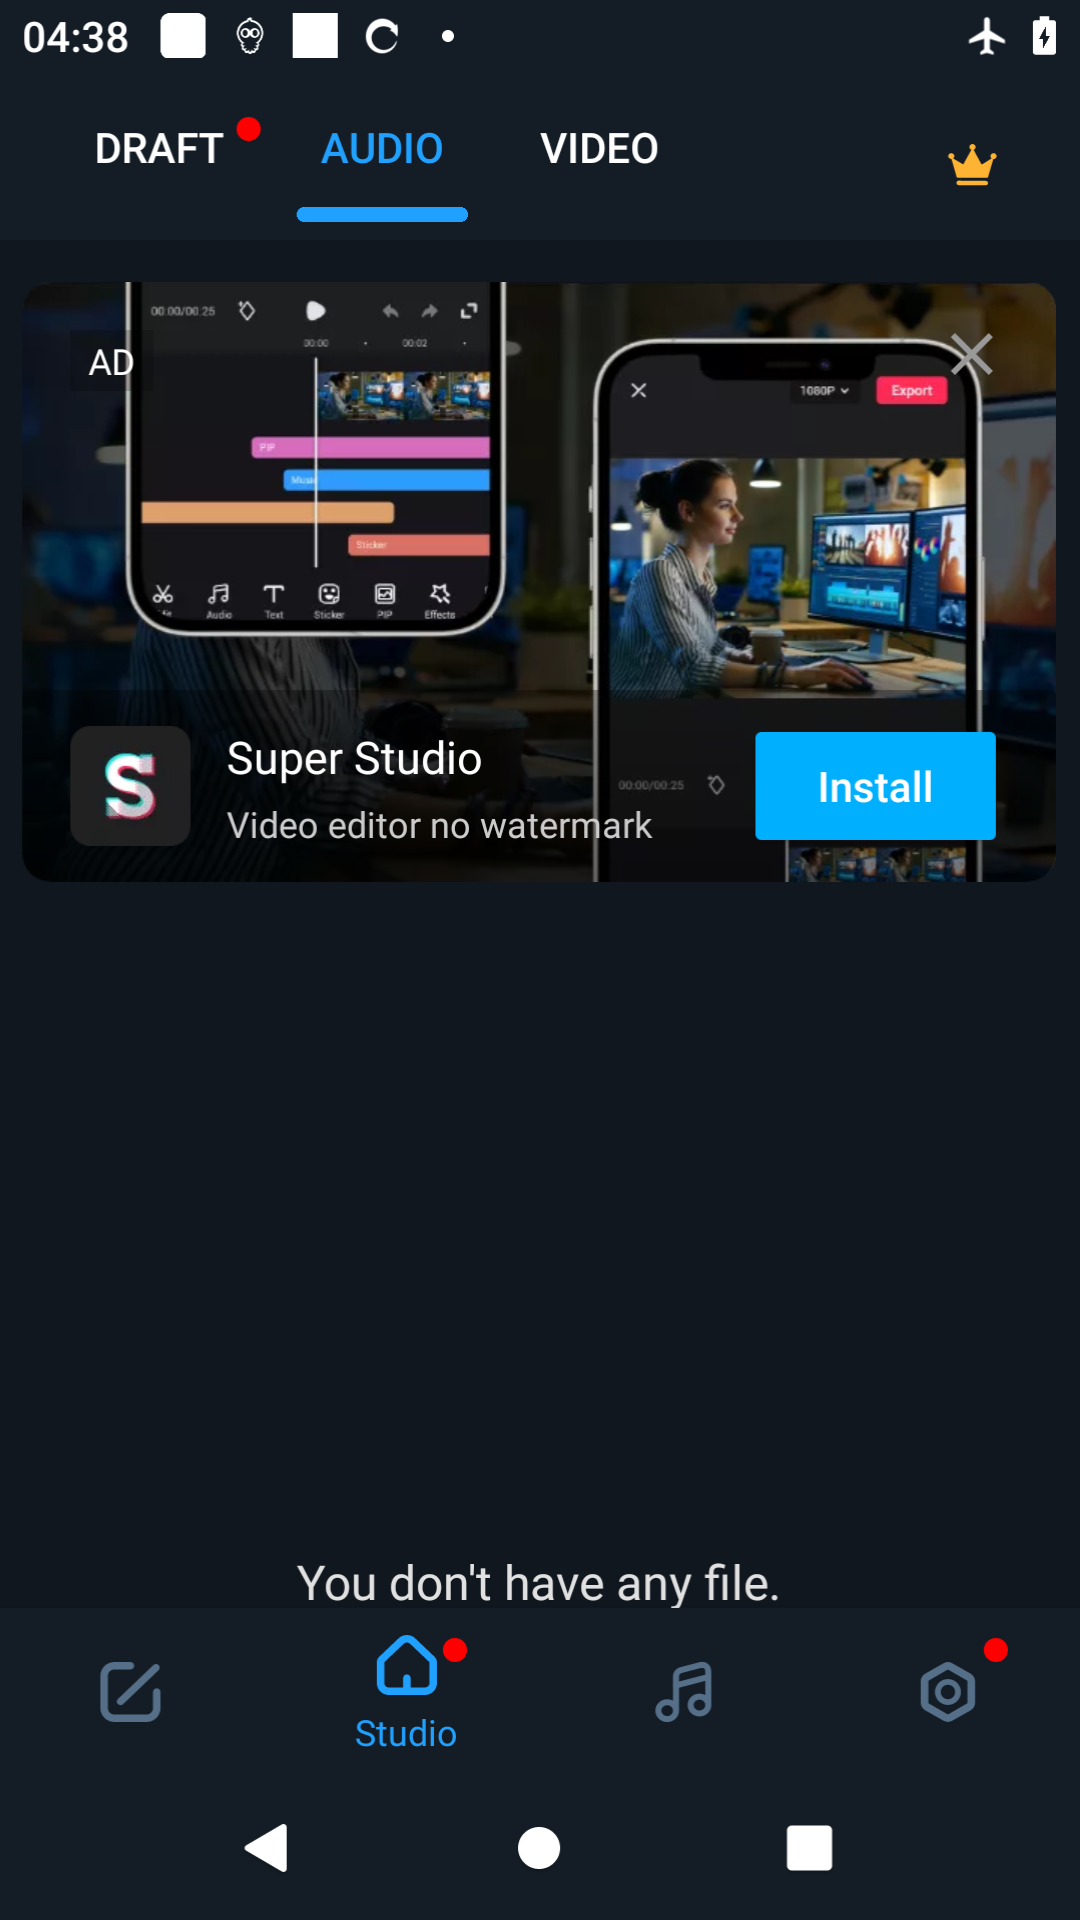 04:38
DRAFT
AUDIO
VIDEO
AD
00:00/00:25
00:00
00:02
PIP
Music
Sticker
Audio
Text
Sticker
PIP
Effects
1080P
Export
00:00/00:25
Super Studio
Video editor no watermark
Install
You don't have any file.
Studio